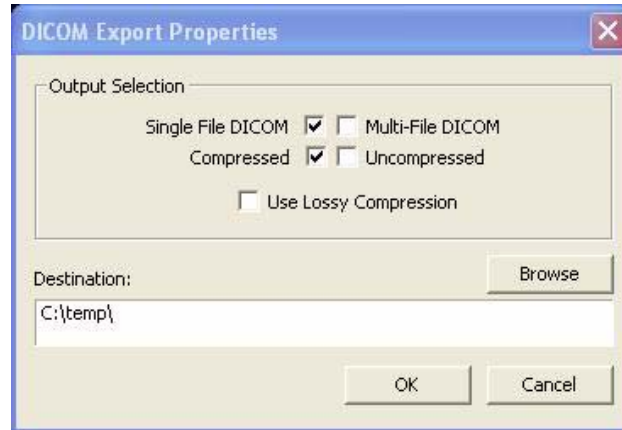 DICOM Export Properties
Output Selection
Single File DICOM Multi-File DICOM
Compressed Uncompressed
Use Lossy Compression
Destination: Browse
C:\temp\
OK Cancel